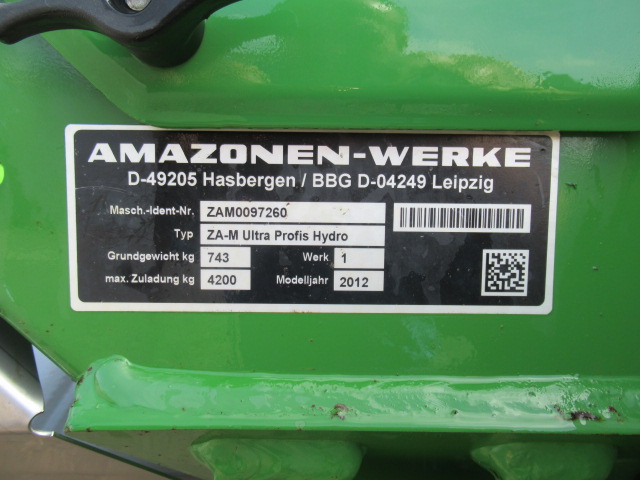 AMAZONEN-WERKE
D-49205 Hasbergen / BBG D-04249 Leipzig
Masch.-Ident-Nr. ZAM0097260
Typ ZA-M Ultra Profis Hydro
Grundgewicht kg 743 Werk 1
max. Zuladung kg 4200 Modelljahr 2012